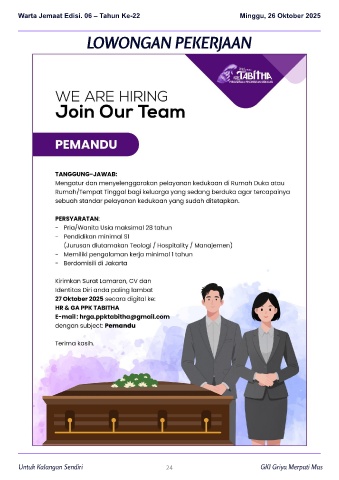 Warta Jemaat Edisi. 06 – Tahun Ke-22 Minggu, 26 Oktober 2025
LOWONGAN PEKERJAAN
TABITHA
WE ARE HIRING
Join Our Team
PEMANDU
TANGGUNG-JAWAB:
Mengatur dan menyelenggarakan pelayanan kedukaan di Rumah Duka atau
Rumah/Tempat Tinggal bagi keluarga yang sedang berduka agar tercapainya
sebuah standar pelayanan kedukaan yang sudah ditetapkan.
PERSYARATAN:
- Pria/Wanita Usia maksimal 28 tahun
- Pendidikan minimal S1
(Jurusan diutamakan Teologi / Hospitality / Manajemen)
- Memiliki pengalaman kerja minimal 1 tahun
- Berdomisili di Jakarta
Kirimkan Surat Lamaran, CV dan
Identitas Diri anda paling lambat
27 Oktober 2025 secara digital ke:
HR & GA PPK TABITHA
E-mail : hrga.ppktabitha@gmail.com
dengan subject: Pemandu
Terima kasih.
Untuk Kalangan Sendiri 24 GKI Griya Merpati Mas